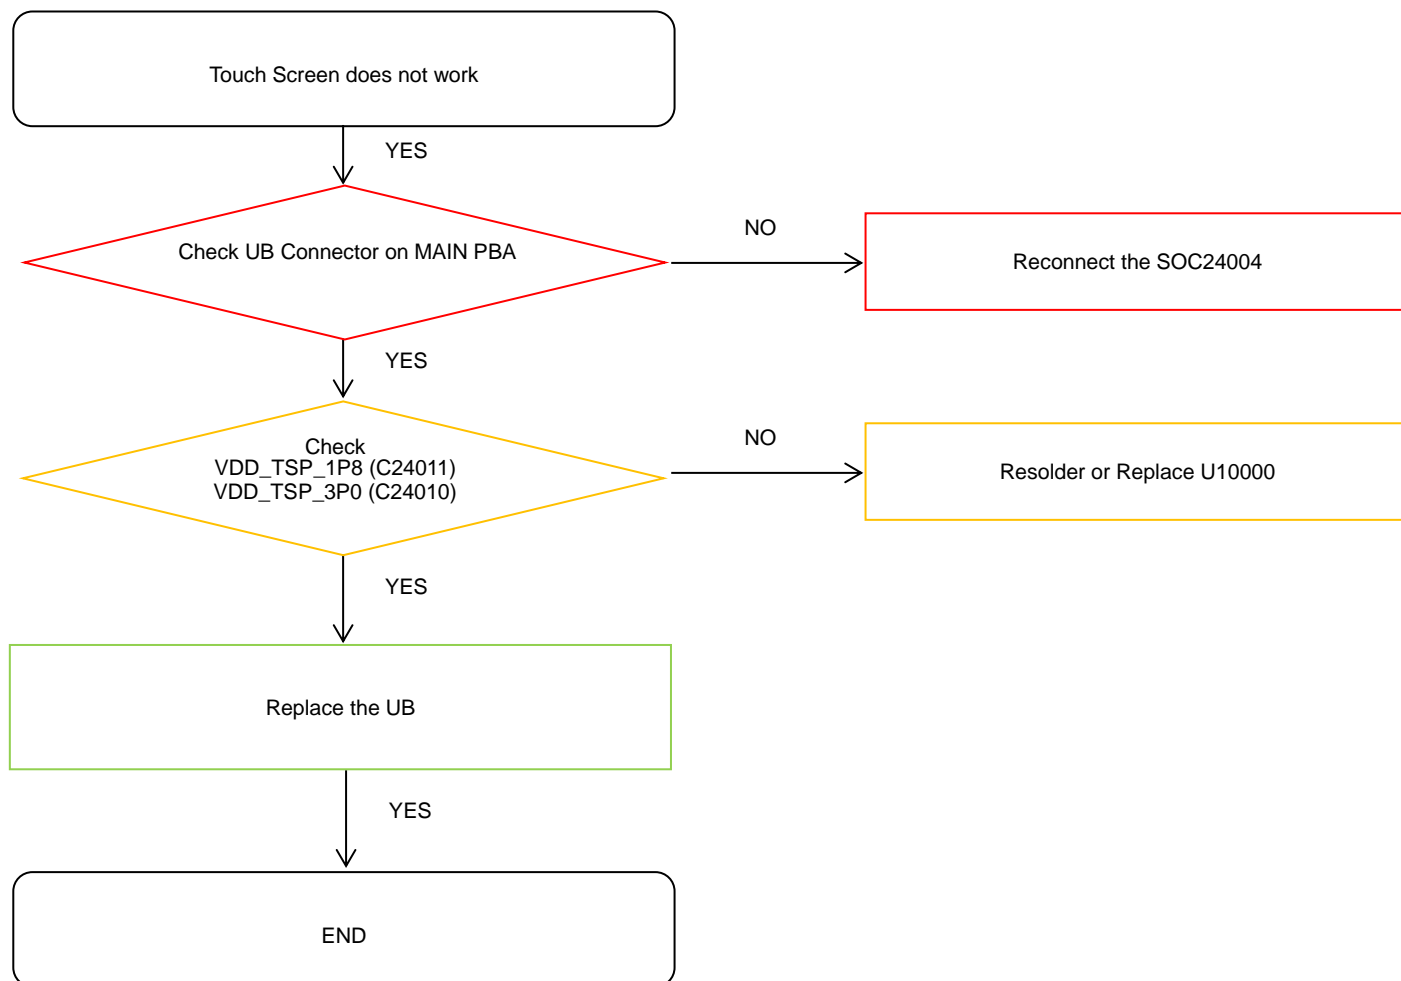 Touch Screen does not work
YES
Check UB Connector on MAIN PBA
NO
Reconnect the SOC24004
YES
Check
VDD_TSP_1P8 (C24011)
VDD_TSP_3P0 (C24010)
NO
Resolder or Replace U10000
YES
Replace the UB
YES
END